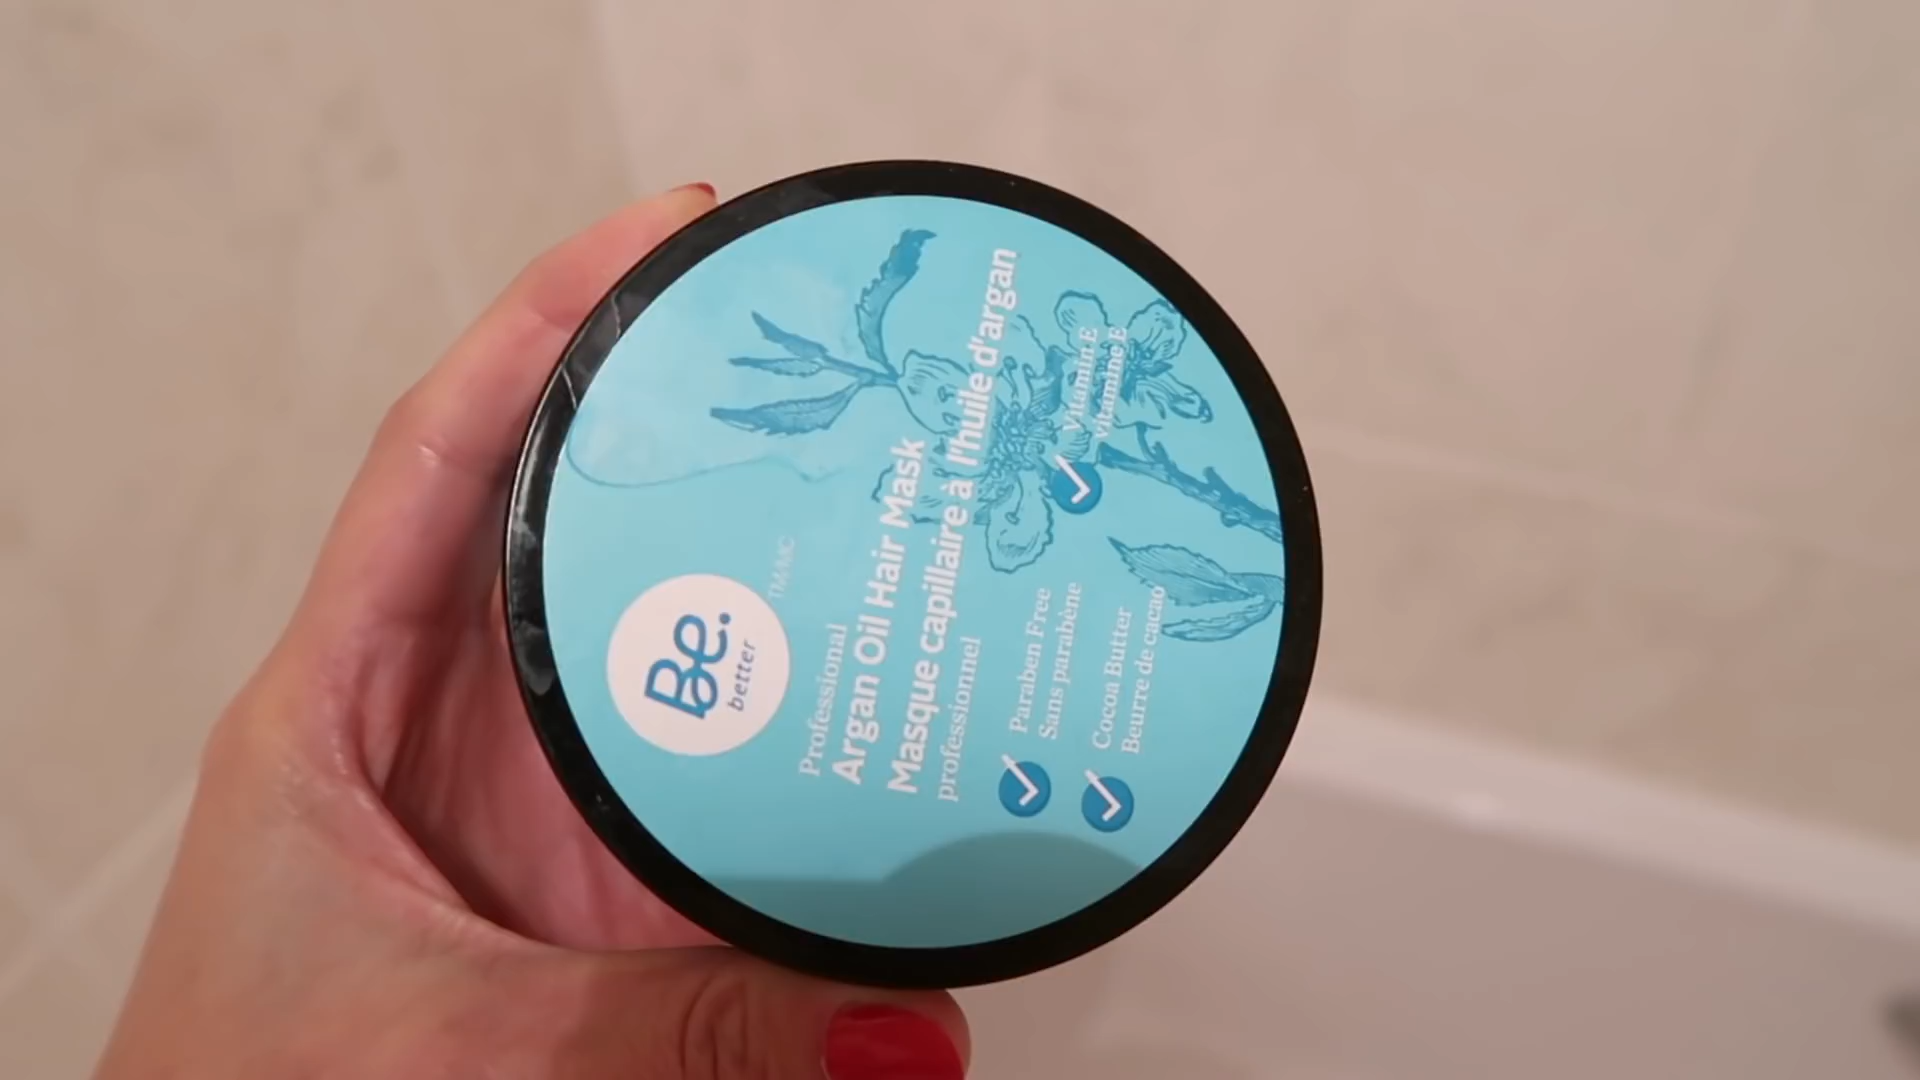 Be.
better
TM/MC
Professional
Argan Oil Hair Mask
Masque capillaire à l'huile d'argan
professionnel
Paraben Free
Sans parabène
Vitamin E
vitamine E
Cocoa Butter
Beurre de cacao